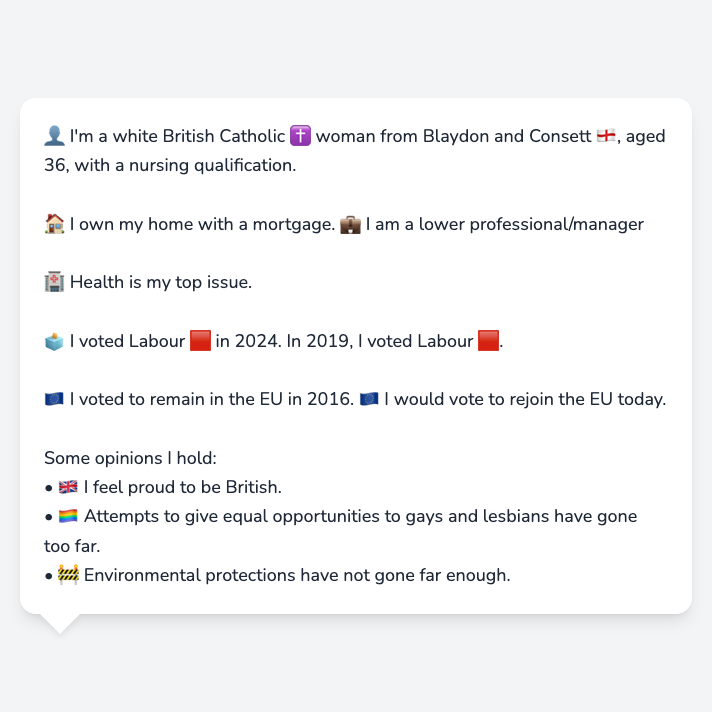 👤 I'm a white British Catholic ✝️ woman from Blaydon and Consett 🏴󠁧󠁢󠁥󠁮󠁧󠁿, aged
36, with a nursing qualification.
🏠 I own my home with a mortgage. 💼 I am a lower professional/manager
🏥 Health is my top issue.
🗳️ I voted Labour 🟥 in 2024. In 2019, I voted Labour 🟥.
🇪🇺 I voted to remain in the EU in 2016. 🇪🇺 I would vote to rejoin the EU today.
Some opinions I hold:
• 🇬🇧 I feel proud to be British.
• 🏳️‍🌈 Attempts to give equal opportunities to gays and lesbians have gone
too far.
• 🚧 Environmental protections have not gone far enough.